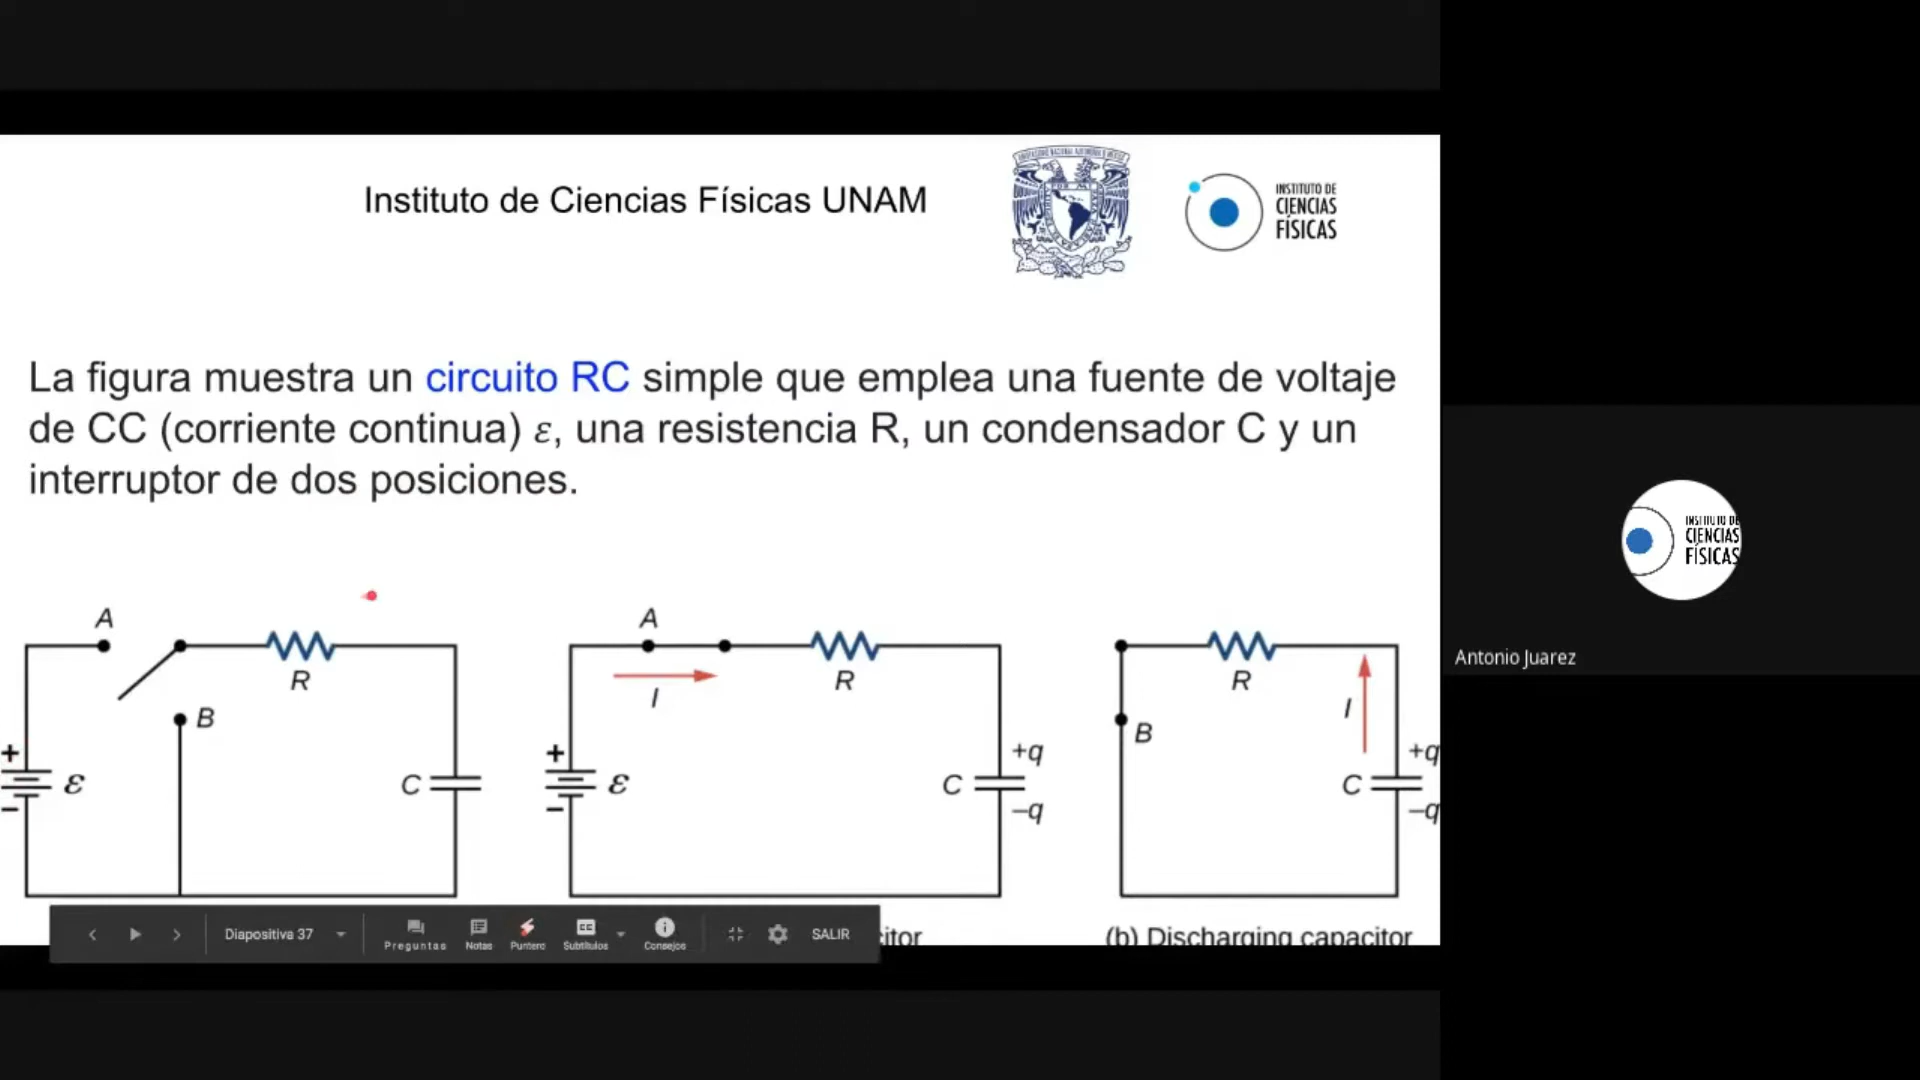 Instituto de Ciencias Físicas UNAM
INSTITUTO DE
CIENCIAS
FÍSICAS
La figura muestra un circuito RC simple que emplea una fuente de voltaje
de CC (corriente continua) ε, una resistencia R, un condensador C y un
interruptor de dos posiciones.
A
R
B
+
ε
−
C
A
I
R
+
ε
−
C
+q
−q
R
B
I
C
+q
−q
itor
(b) Discharging capacitor
Diapositiva 37
Preguntas
Notas
Puntero
Subtítulos
Consejos
SALIR
INSTITUTO DE
CIENCIAS
FÍSICAS
Antonio Juarez